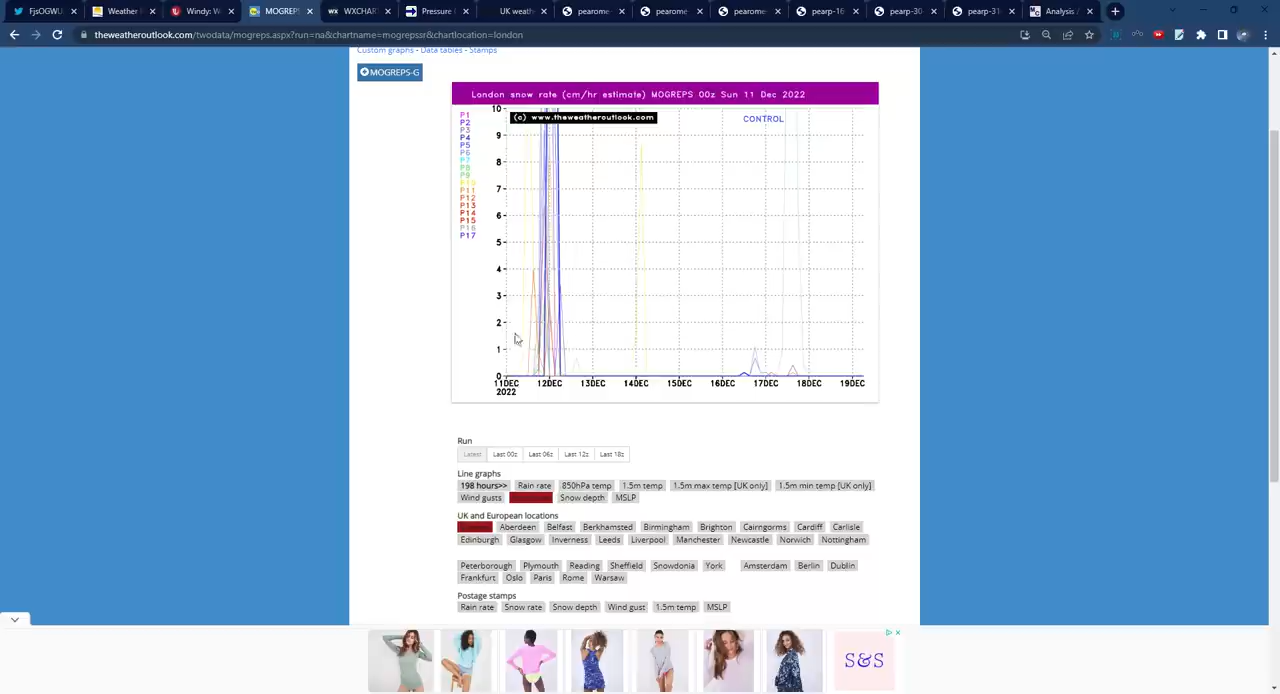 FjsOGWU
Weather
Windy: W
MOGREPS
WXCHART
Pressure
UK weath
pearome
pearome
pearome
pearp-16
pearp-30
pearp-31
Analysis
theweatheroutlook.com/twodata/mogreps.aspx?run=na&chartname=mogrepssr&chartlocation=london
Custom graphs - Data tables - Stamps
MOGREPS-G
London snow rate (cm/hr estimate) MOGREPS 00z Sun 11 Dec 2022
(c) www.theweatheroutlook.com
CONTROL
P1
P2
P3
P4
P5
P6
P7
P8
P9
P10
P11
P12
P13
P14
P15
P16
P17
10
9
8
7
6
5
4
3
2
1
0
11DEC 12DEC 13DEC 14DEC 15DEC 16DEC 17DEC 18DEC 19DEC
2022
Run
Latest Last 00z Last 06z Last 12z Last 18z
Line graphs
198 hours>> Rain rate 850hPa temp 1.5m temp 1.5m max temp [UK only] 1.5m min temp [UK only]
Wind gusts Snow depth MSLP
UK and European locations
Aberdeen Belfast Berkhamsted Birmingham Brighton Cairngorms Cardiff Carlisle
Edinburgh Glasgow Inverness Leeds Liverpool Manchester Newcastle Norwich Nottingham
Peterborough Plymouth Reading Sheffield Snowdonia York Amsterdam Berlin Dublin
Frankfurt Oslo Paris Rome Warsaw
Postage stamps
Rain rate Snow rate Snow depth Wind gust 1.5m temp MSLP
S&S